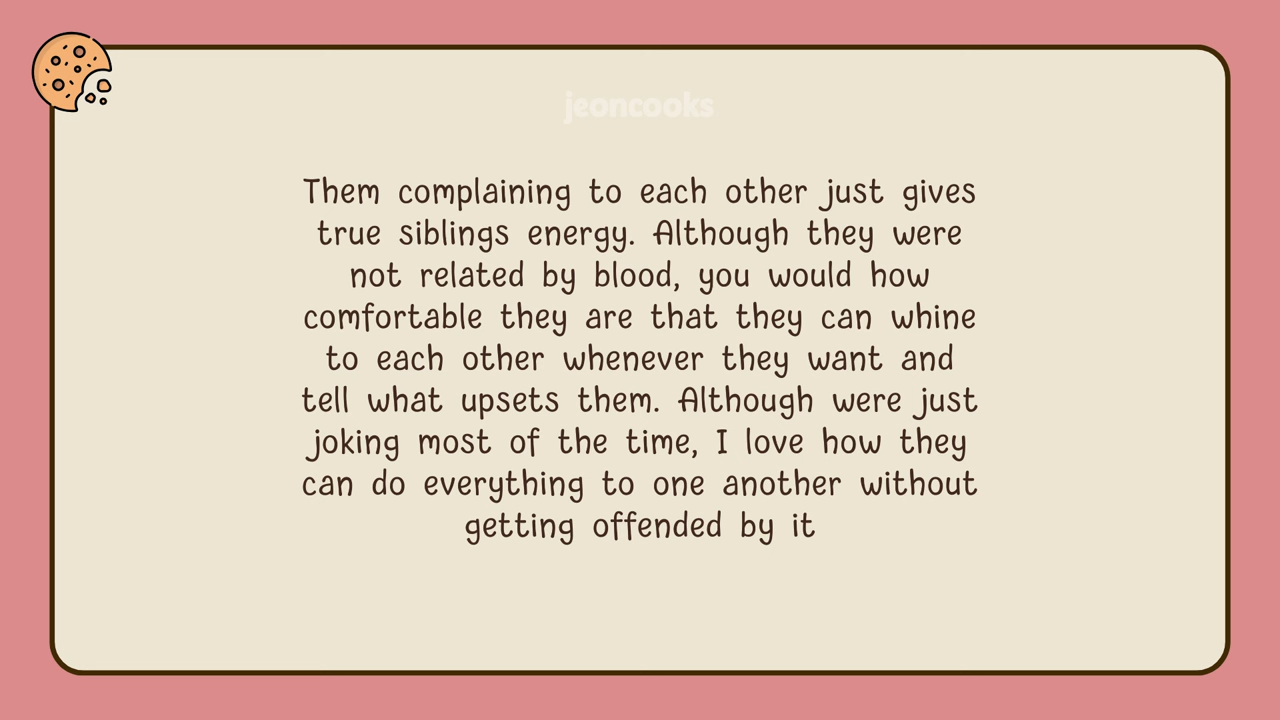 jeoncooks
Them complaining to each other just gives
true siblings energy. Although they were
not related by blood, you would how
comfortable they are that they can whine
to each other whenever they want and
tell what upsets them. Although were just
joking most of the time, I love how they
can do everything to one another without
getting offended by it